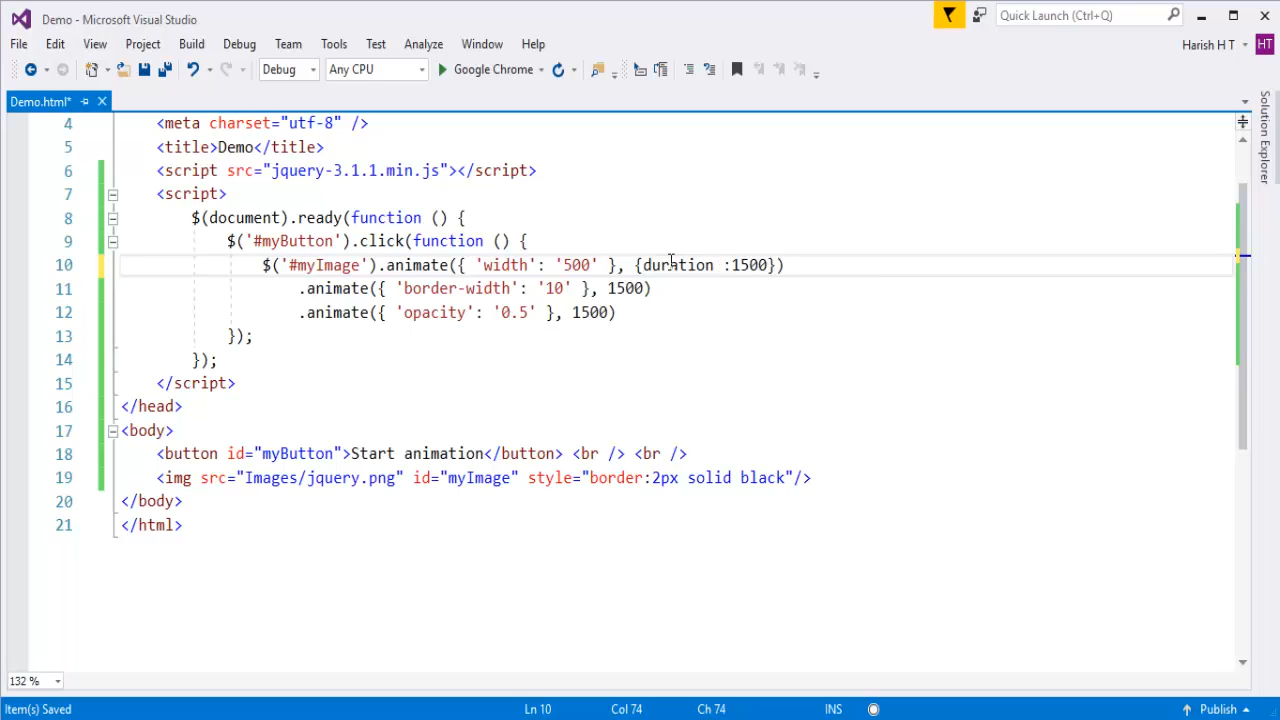 Demo - Microsoft Visual Studio
Quick Launch (Ctrl+Q)
File Edit View Project Build Debug Team Tools Test Analyze Window Help
Harish H T HT
Debug Any CPU Google Chrome
Demo.html*
Solution Explorer
4 <meta charset="utf-8" />
5 <title>Demo</title>
6 <script src="jquery-3.1.1.min.js"></script>
7 <script>
8 $(document).ready(function () {
9 $('#myButton').click(function () {
10 $('#myImage').animate({ 'width': '500' }, {duration :1500})
11 .animate({ 'border-width': '10' }, 1500)
12 .animate({ 'opacity': '0.5' }, 1500)
13 });
14 });
15 </script>
16 </head>
17 <body>
18 <button id="myButton">Start animation</button> <br /> <br />
19 <img src="Images/jquery.png" id="myImage" style="border:2px solid black"/>
20 </body>
21 </html>
132 %
Item(s) Saved Ln 10 Col 74 Ch 74 INS Publish